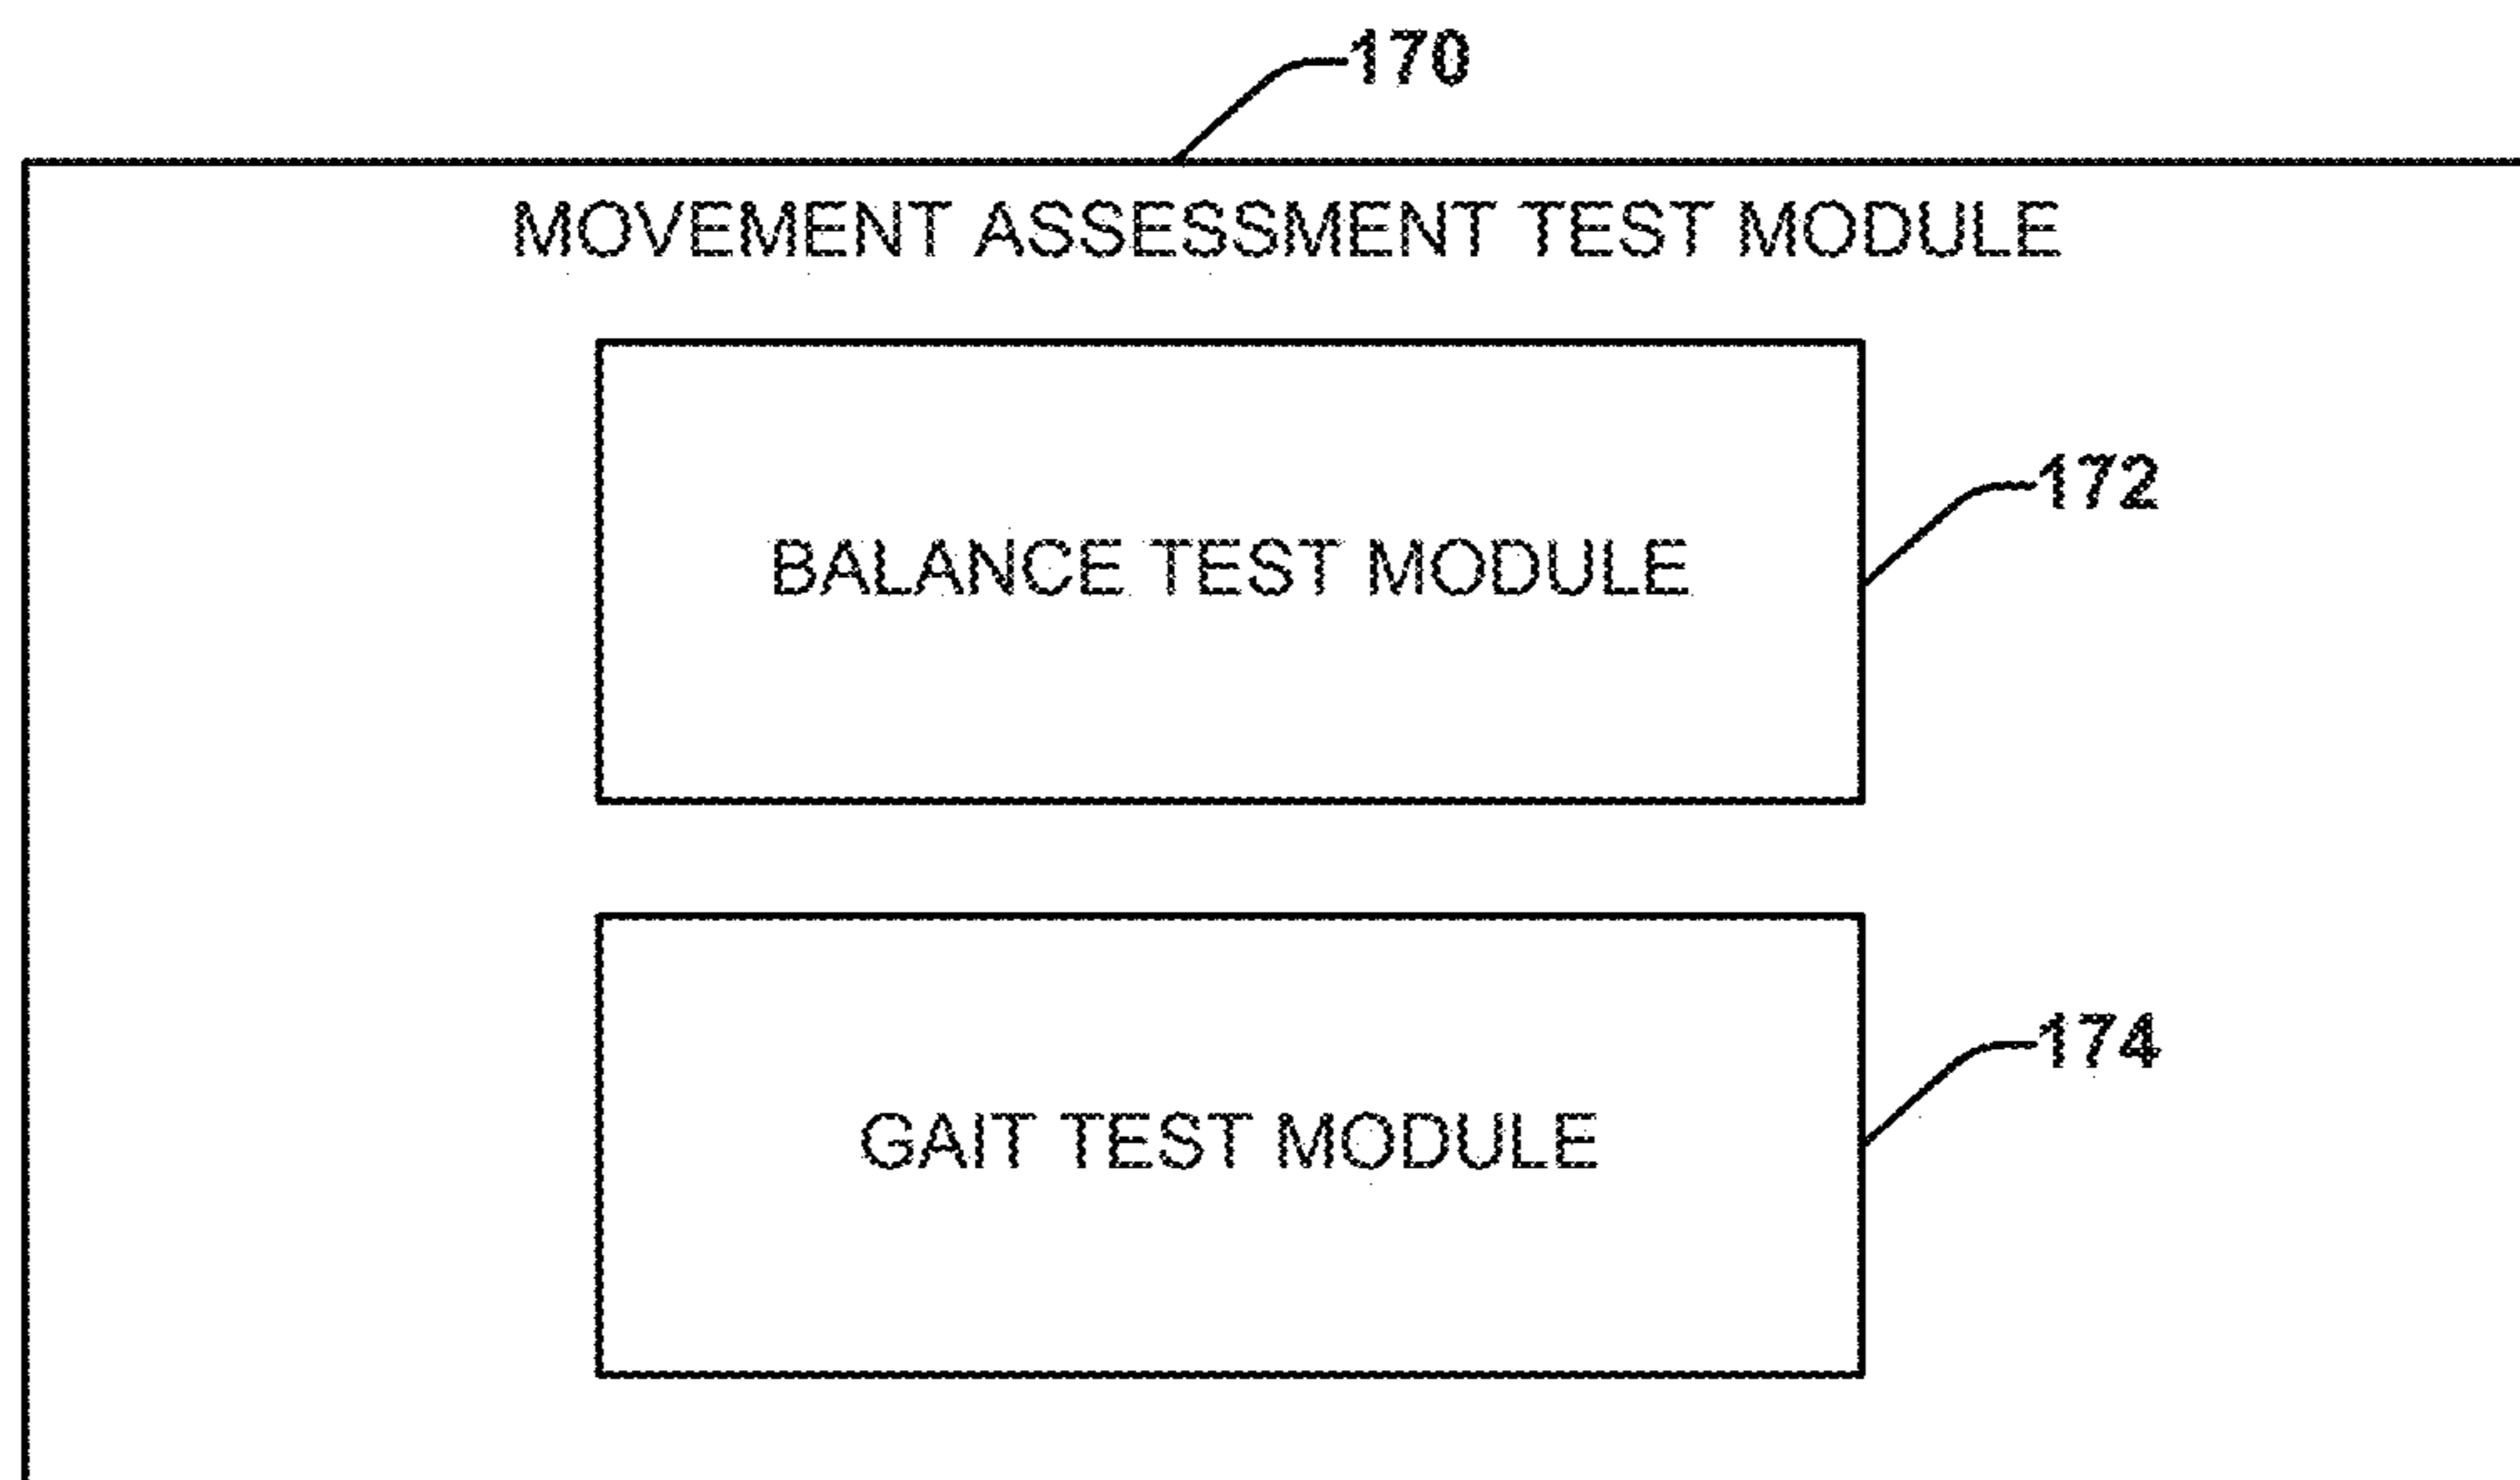 170
MOVEMENT ASSESSMENT TEST MODULE
172
BALANCE TEST MODULE
174
GAIT TEST MODULE